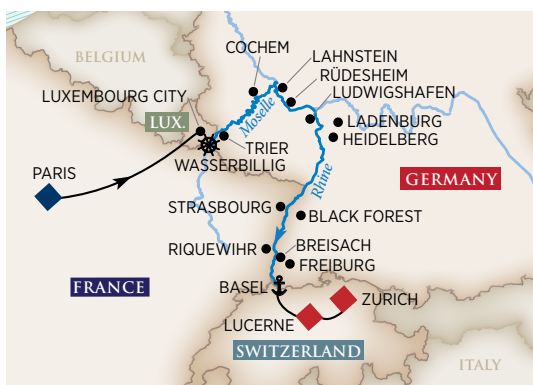 BELGIUM
COCHEM
LAHNSTEIN
RÜDESHEIM
LUDWIGSHAFEN
LUXEMBOURG CITY
LUX.
Moselle
LADENBURG
HEIDELBERG
TRIER
WASSERBILLIG
PARIS
Rhine
GERMANY
STRASBOURG
BLACK FOREST
RIQUEWIHR
BREISACH
FREIBURG
FRANCE
BASEL
ZURICH
LUCERNE
SWITZERLAND
ITALY